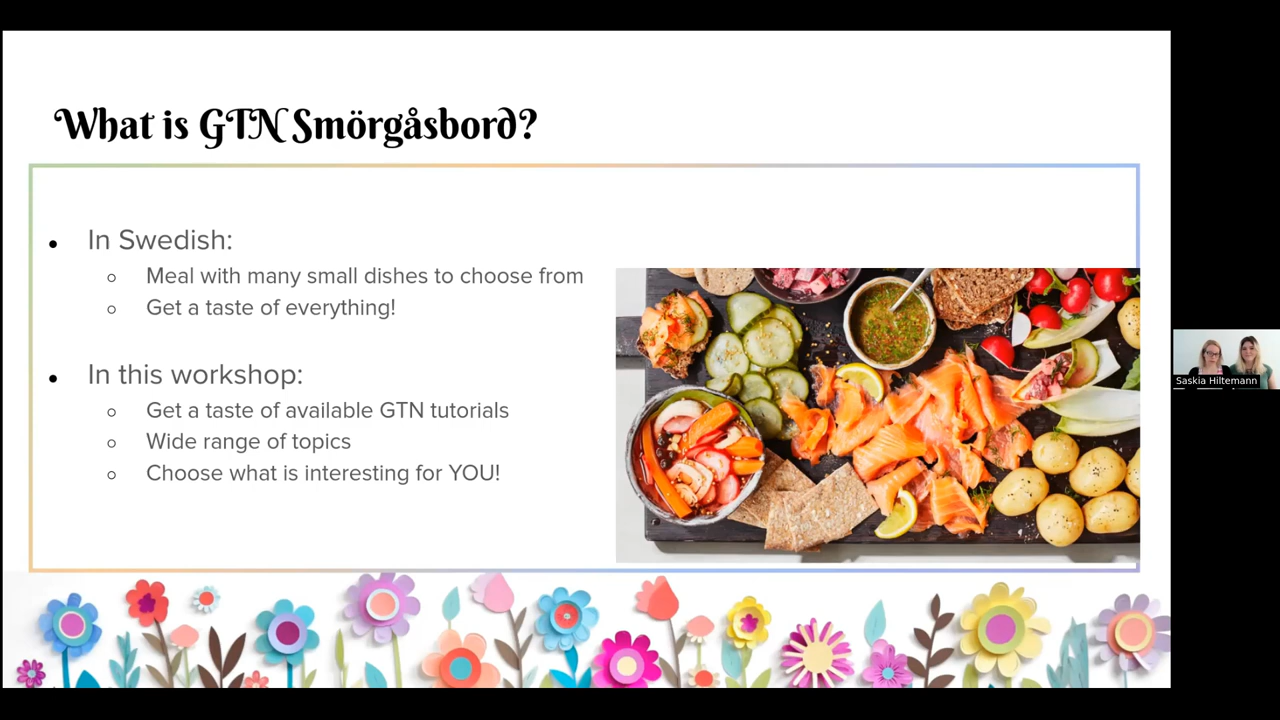 What is GTN Smörgåsbord?
In Swedish:
Meal with many small dishes to choose from
Get a taste of everything!
In this workshop:
Get a taste of available GTN tutorials
Wide range of topics
Choose what is interesting for YOU!
Saskia Hiltemann